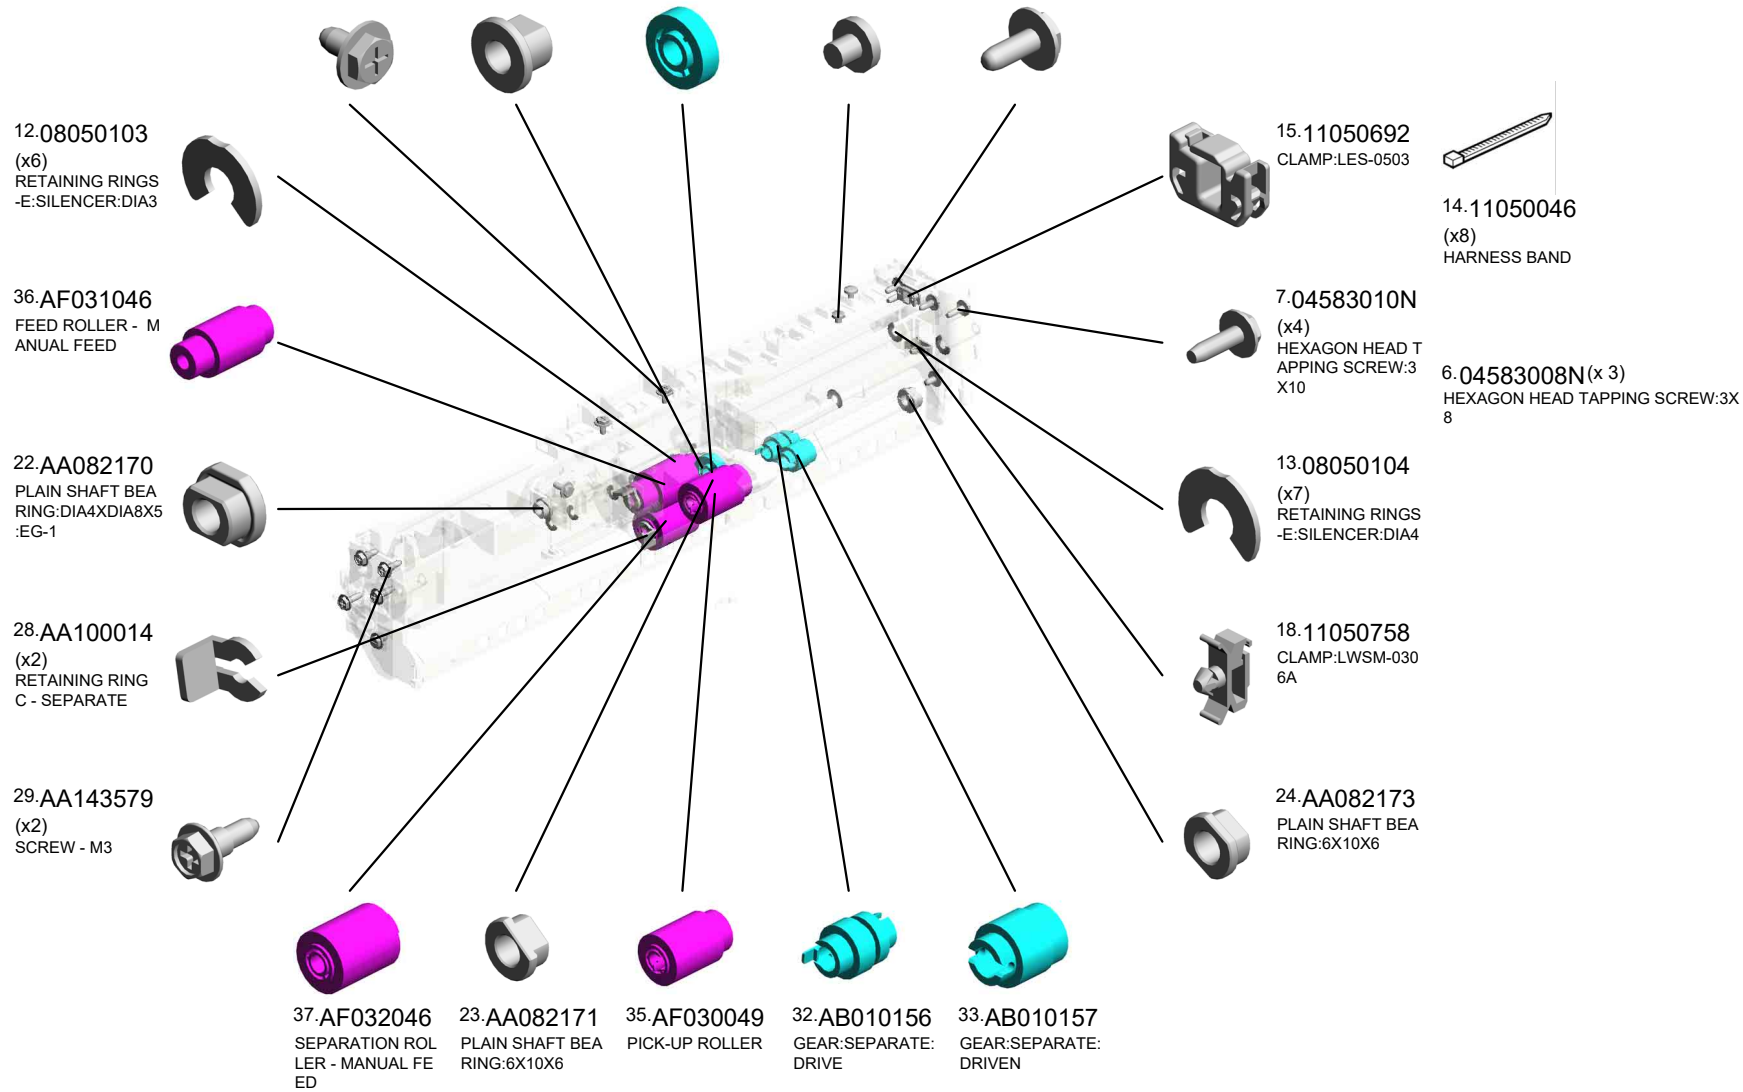 12.08050103
(x6)
RETAINING RINGS
-E:SILENCER:DIA3
36.AF031046
FEED ROLLER - M
ANUAL FEED
22.AA082170
PLAIN SHAFT BEA
RING:DIA4XDIA8X5
:EG-1
28.AA100014
(x2)
RETAINING RING
C - SEPARATE
29.AA143579
(x2)
SCREW - M3
37.AF032046
SEPARATION ROL
LER - MANUAL FE
ED
23.AA082171
PLAIN SHAFT BEA
RING:6X10X6
35.AF030049
PICK-UP ROLLER
32.AB010156
GEAR:SEPARATE:
DRIVE
33.AB010157
GEAR:SEPARATE:
DRIVEN
15.11050692
CLAMP:LES-0503
7.04583010N
(x4)
HEXAGON HEAD T
APPING SCREW:3
X10
13.08050104
(x7)
RETAINING RINGS
-E:SILENCER:DIA4
18.11050758
CLAMP:LWSM-030
6A
24.AA082173
PLAIN SHAFT BEA
RING:6X10X6
14.11050046
(x8)
HARNESS BAND
6.04583008N(x 3)
HEXAGON HEAD TAPPING SCREW:3X
8